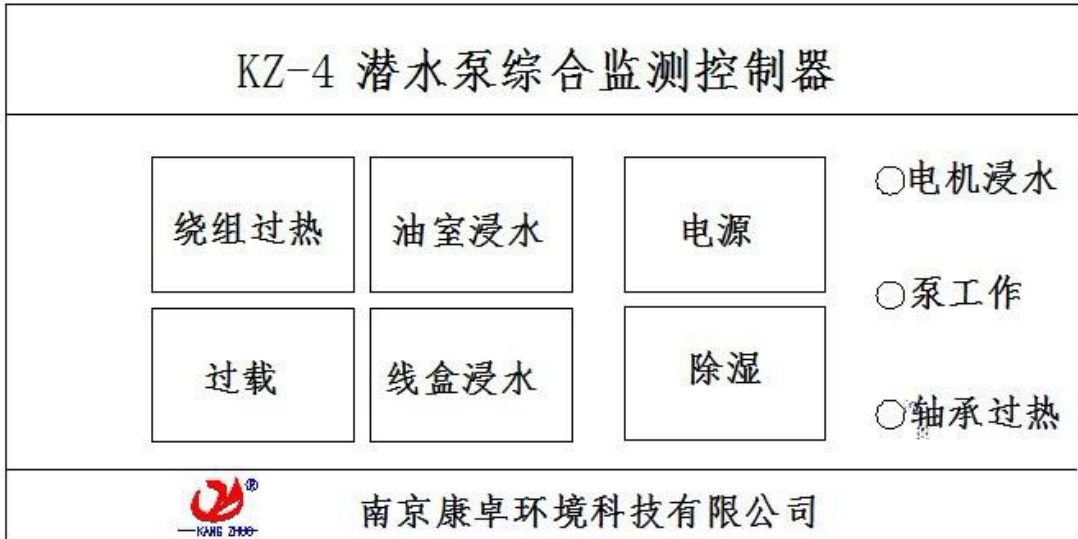 KZ-4 潜水泵综合监测控制器
绕组过热 油室浸水 电源 电机浸水
泵工作
过载 线盒浸水 除湿 轴承过热
KANG ZHUO ®
南京康卓环境科技有限公司